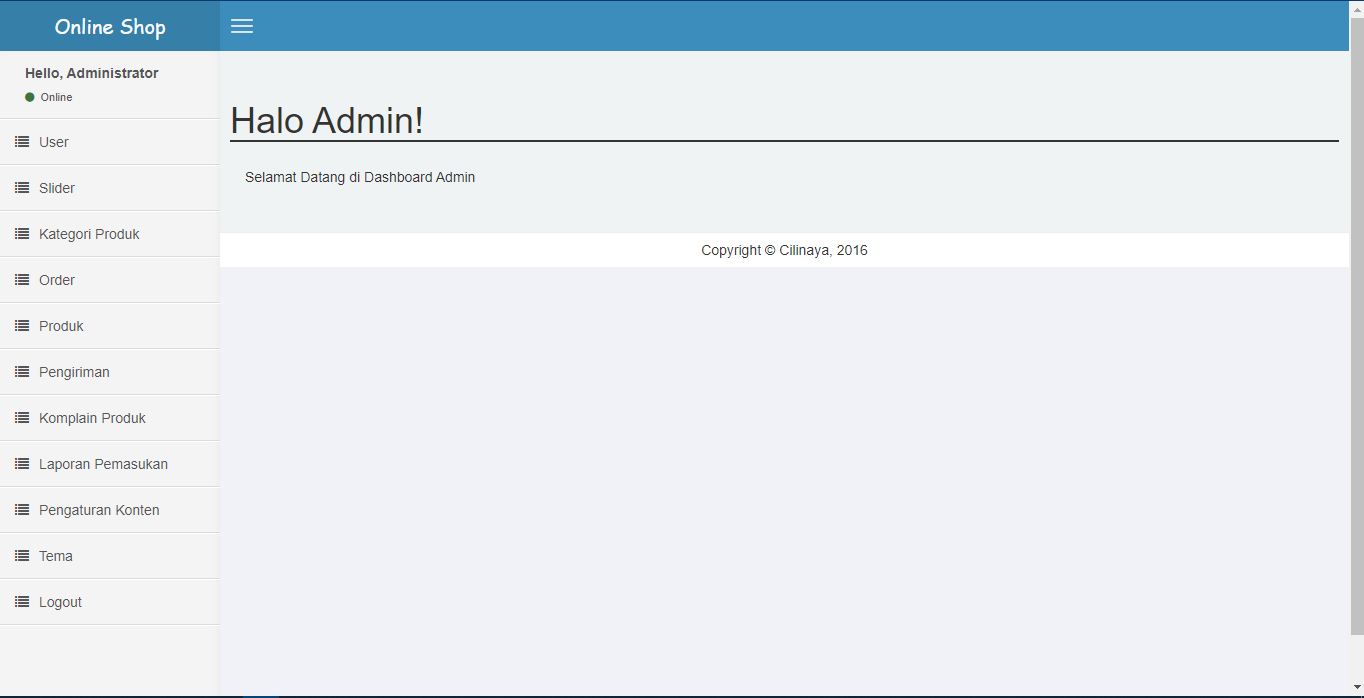 Online Shop
Hello, Administrator
Online
User
Slider
Kategori Produk
Order
Produk
Pengiriman
Komplain Produk
Laporan Pemasukan
Pengaturan Konten
Tema
Logout
Halo Admin!
Selamat Datang di Dashboard Admin
Copyright © Cilinaya, 2016